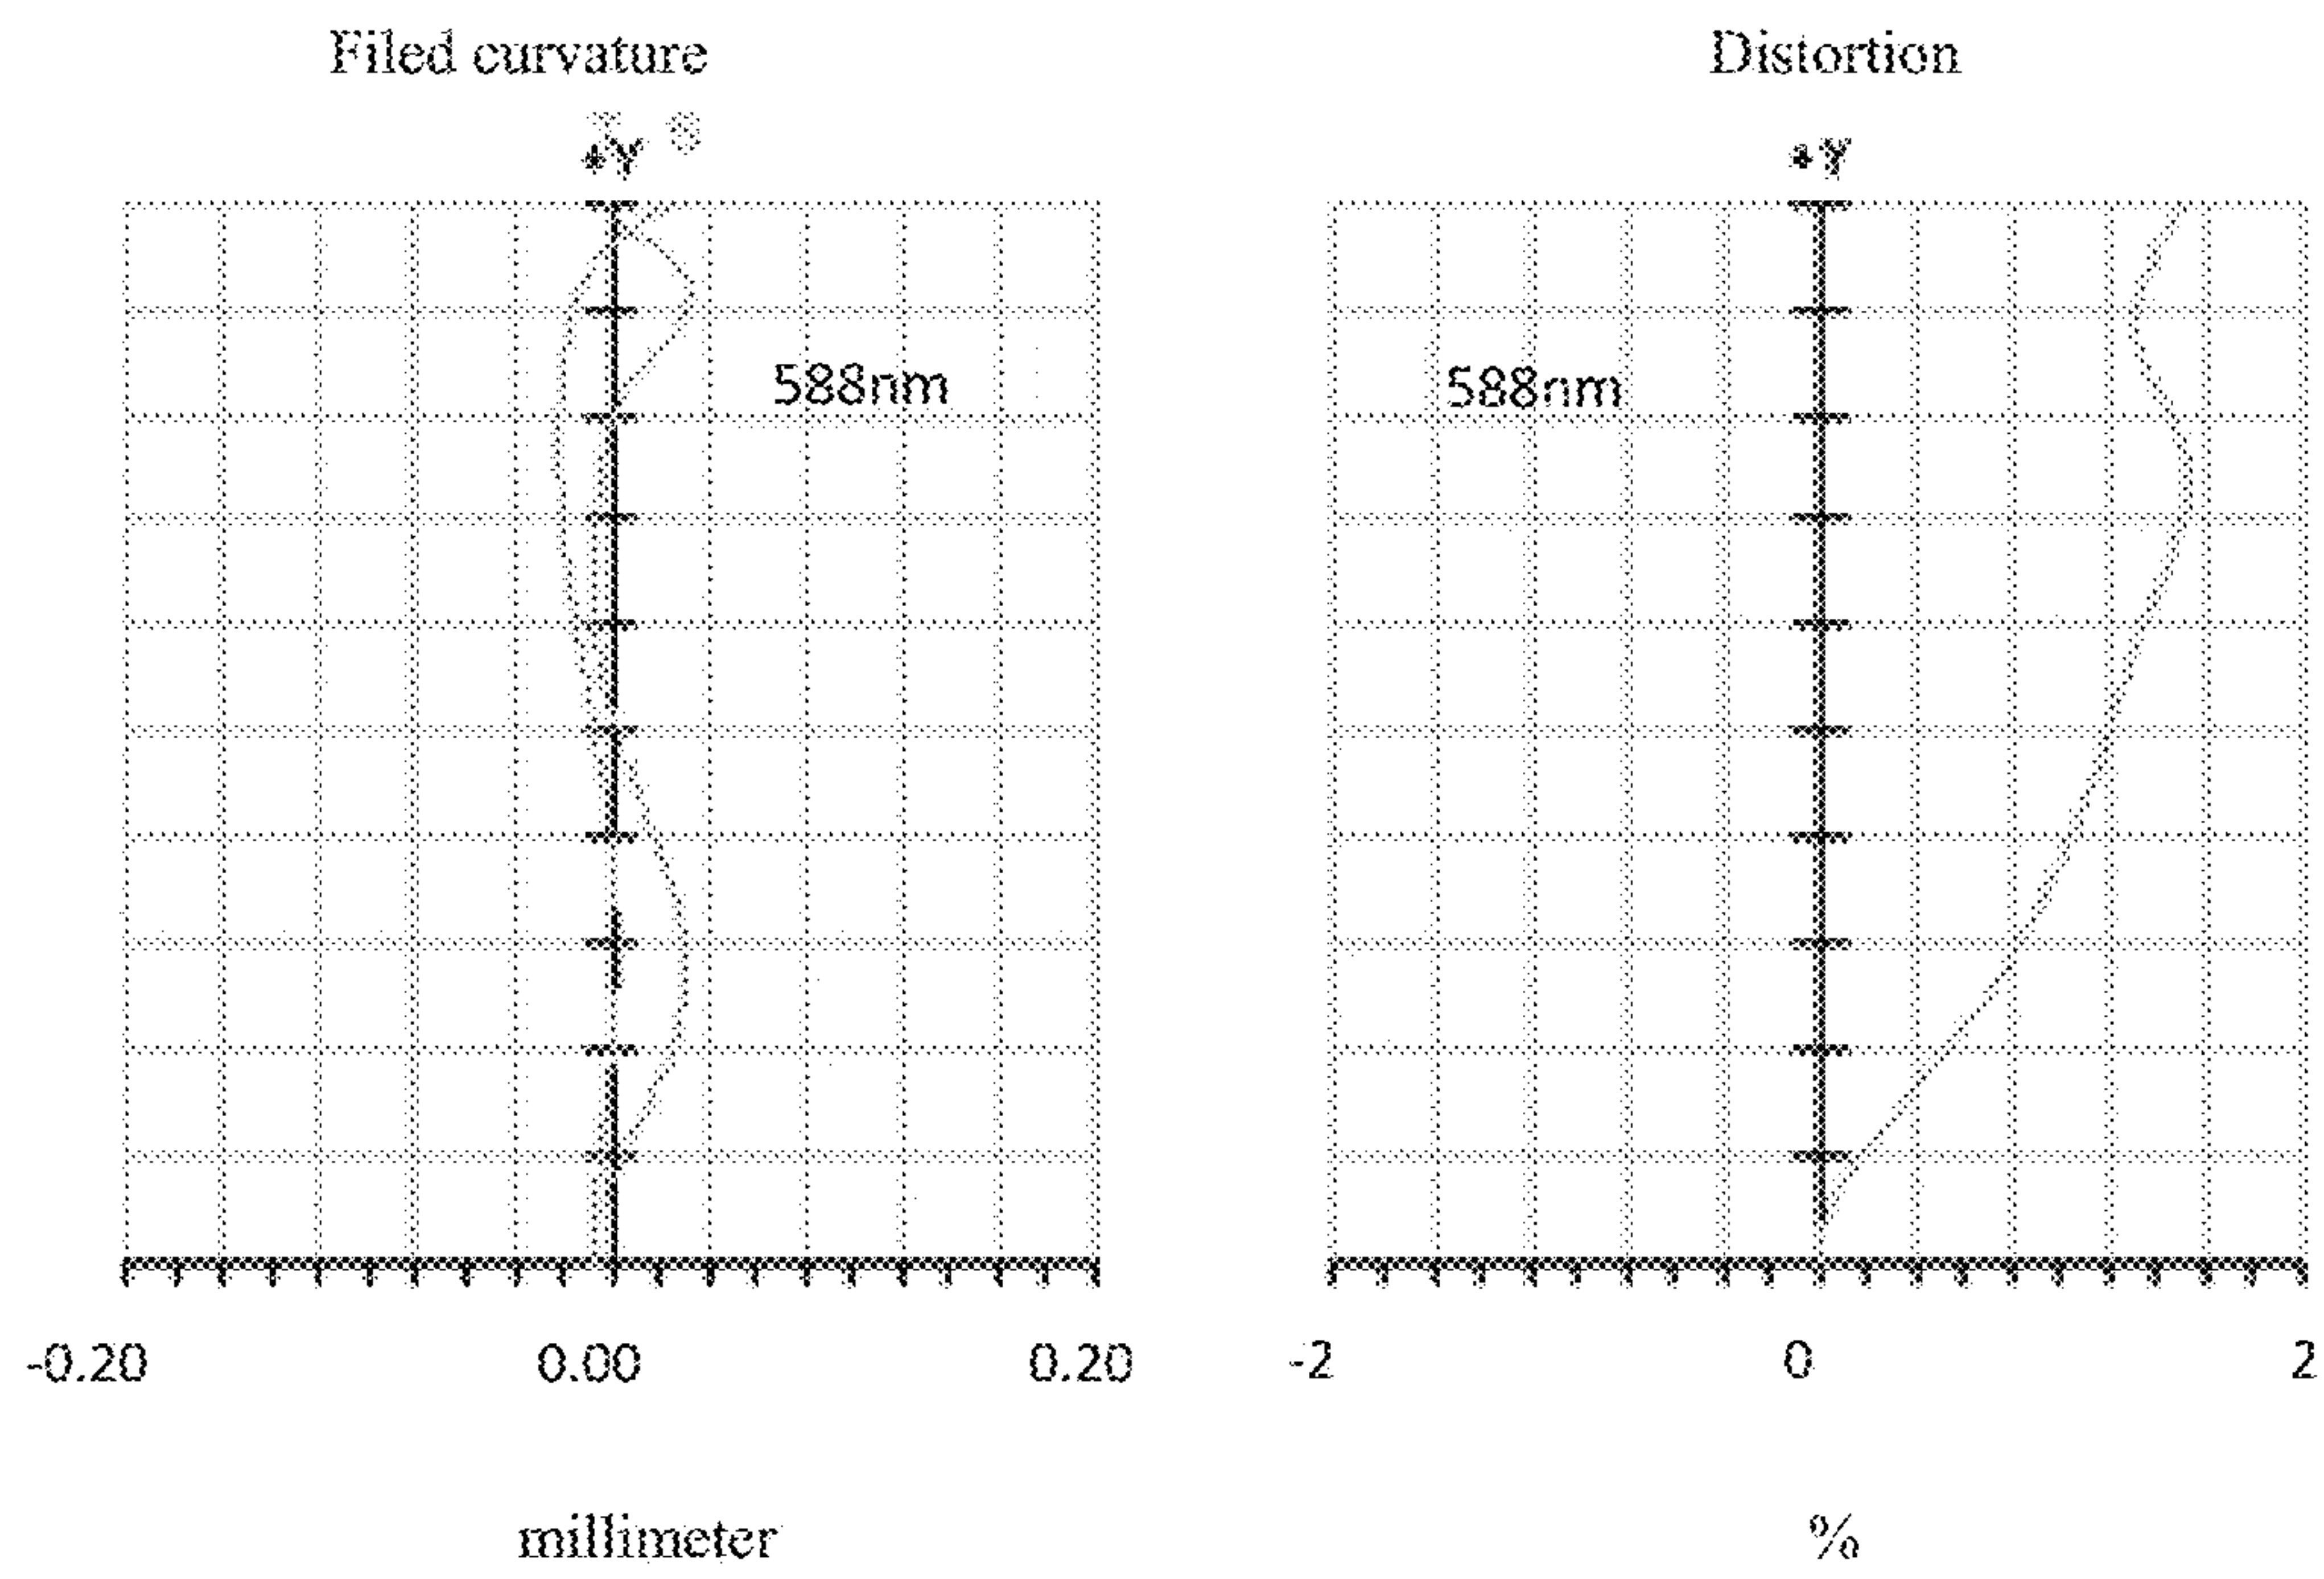 Filed curvature
Distortion
+Y
+Y
588nm
588nm
-0.20 0.00 0.20
-2 0 2
millimeter
%